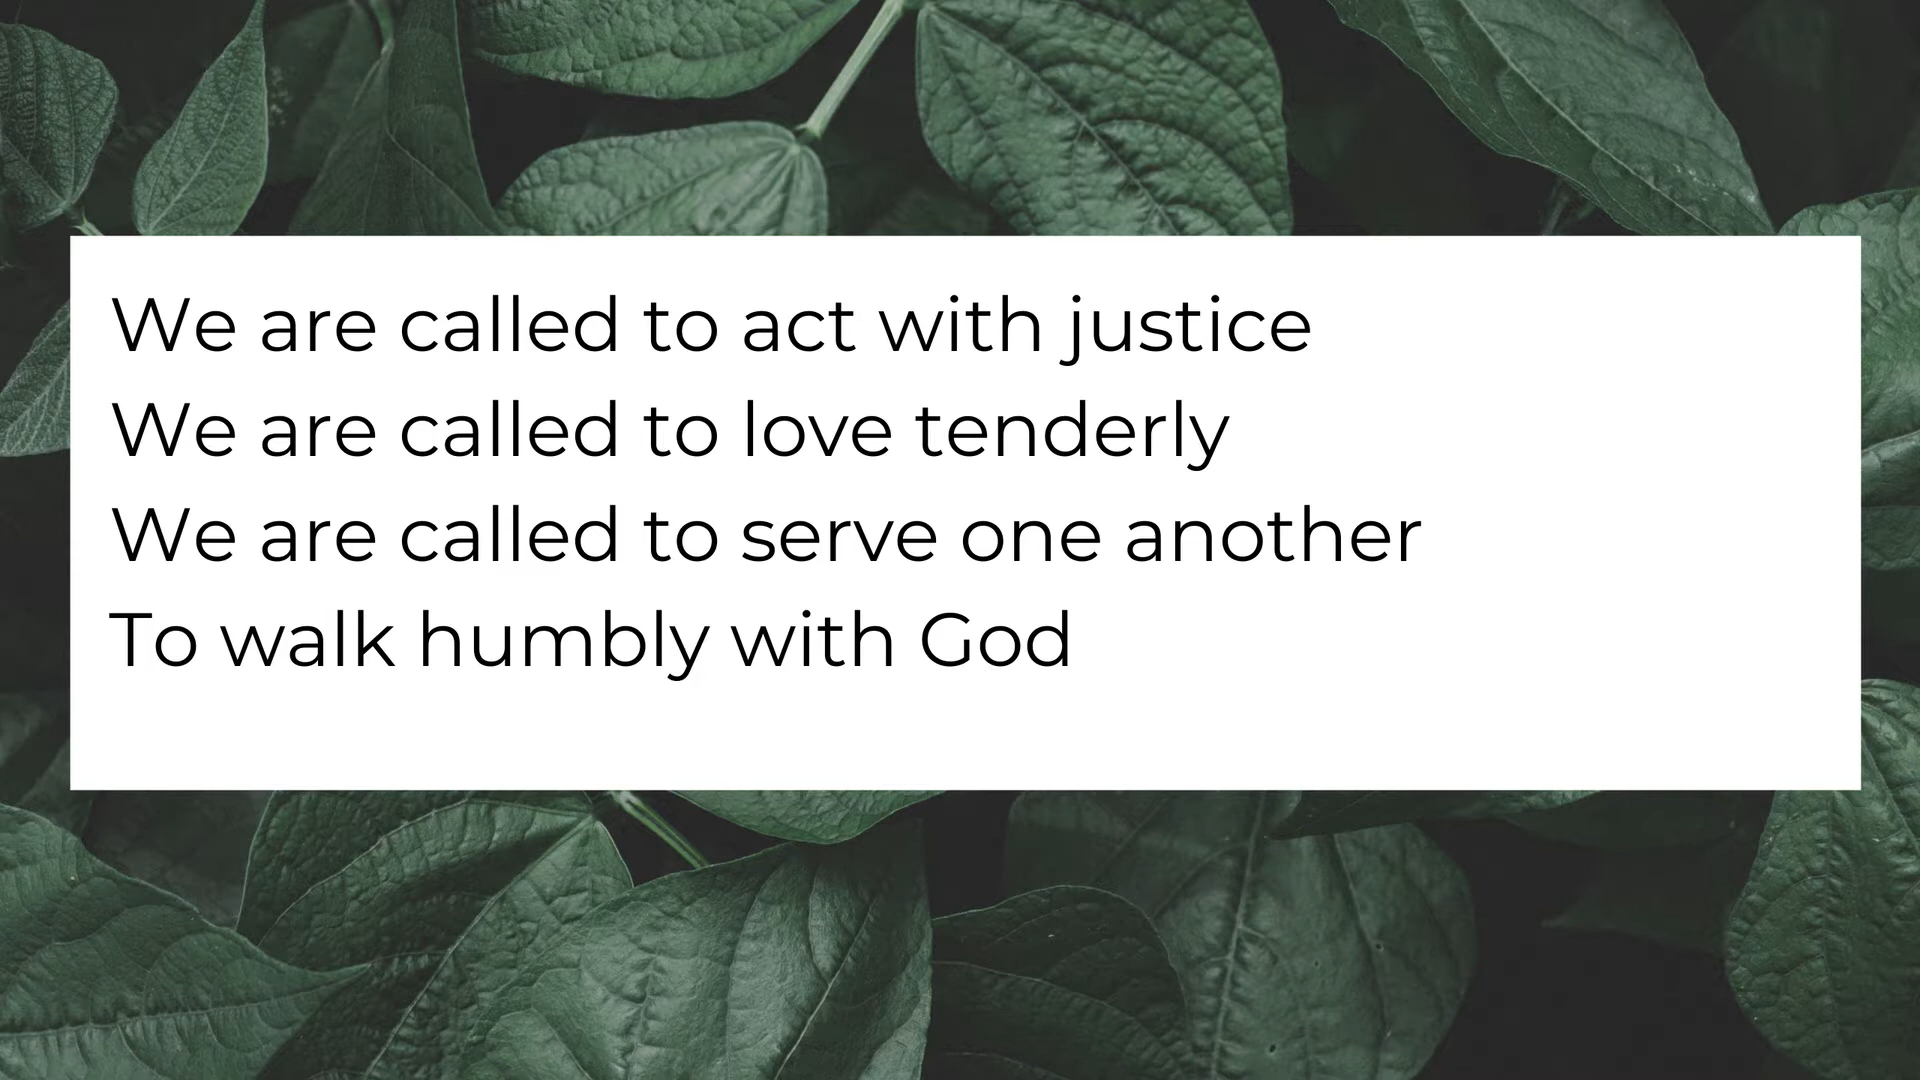 We are called to act with justice
We are called to love tenderly
We are called to serve one another
To walk humbly with God